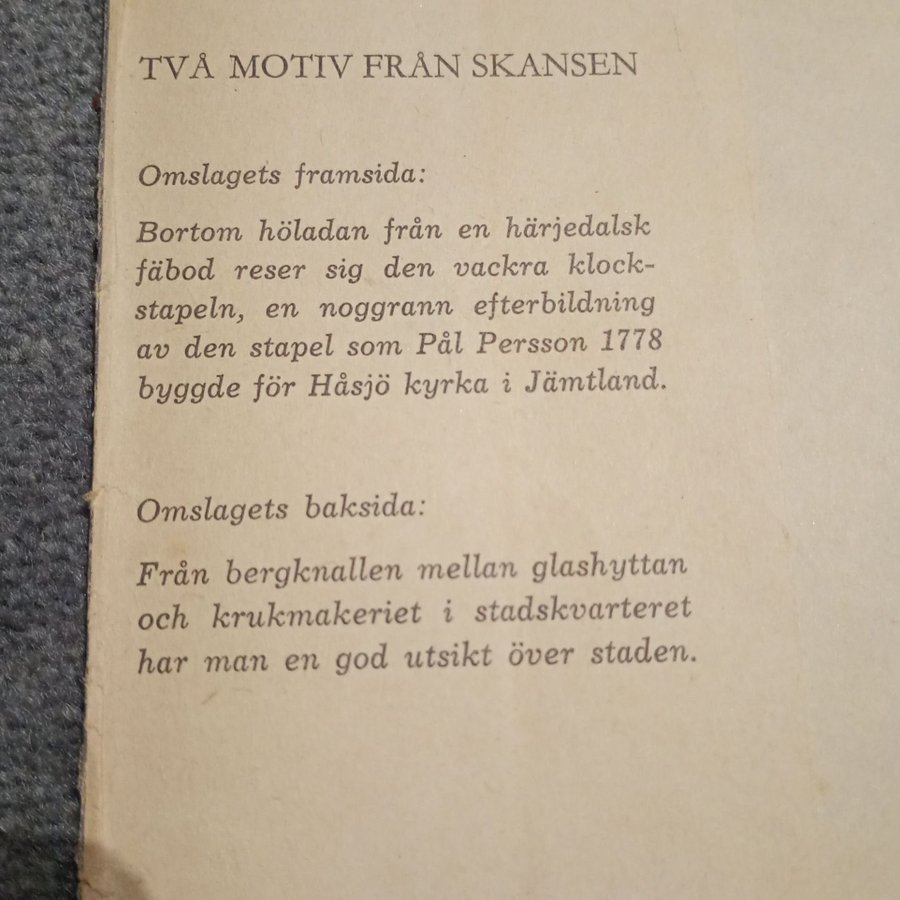 TVÅ MOTIV FRÅN SKANSEN
Omslagets framsida:
Bortom höladan från en härjedalsk
fäbod reser sig den vackra klock-
stapeln, en noggrann efterbildning
av den stapel som Pål Persson 1778
byggde för Håsjö kyrka i Jämtland.
Omslagets baksida:
Från bergknallen mellan glashyttan
och krukmakeriet i stadskvarteret
har man en god utsikt över staden.